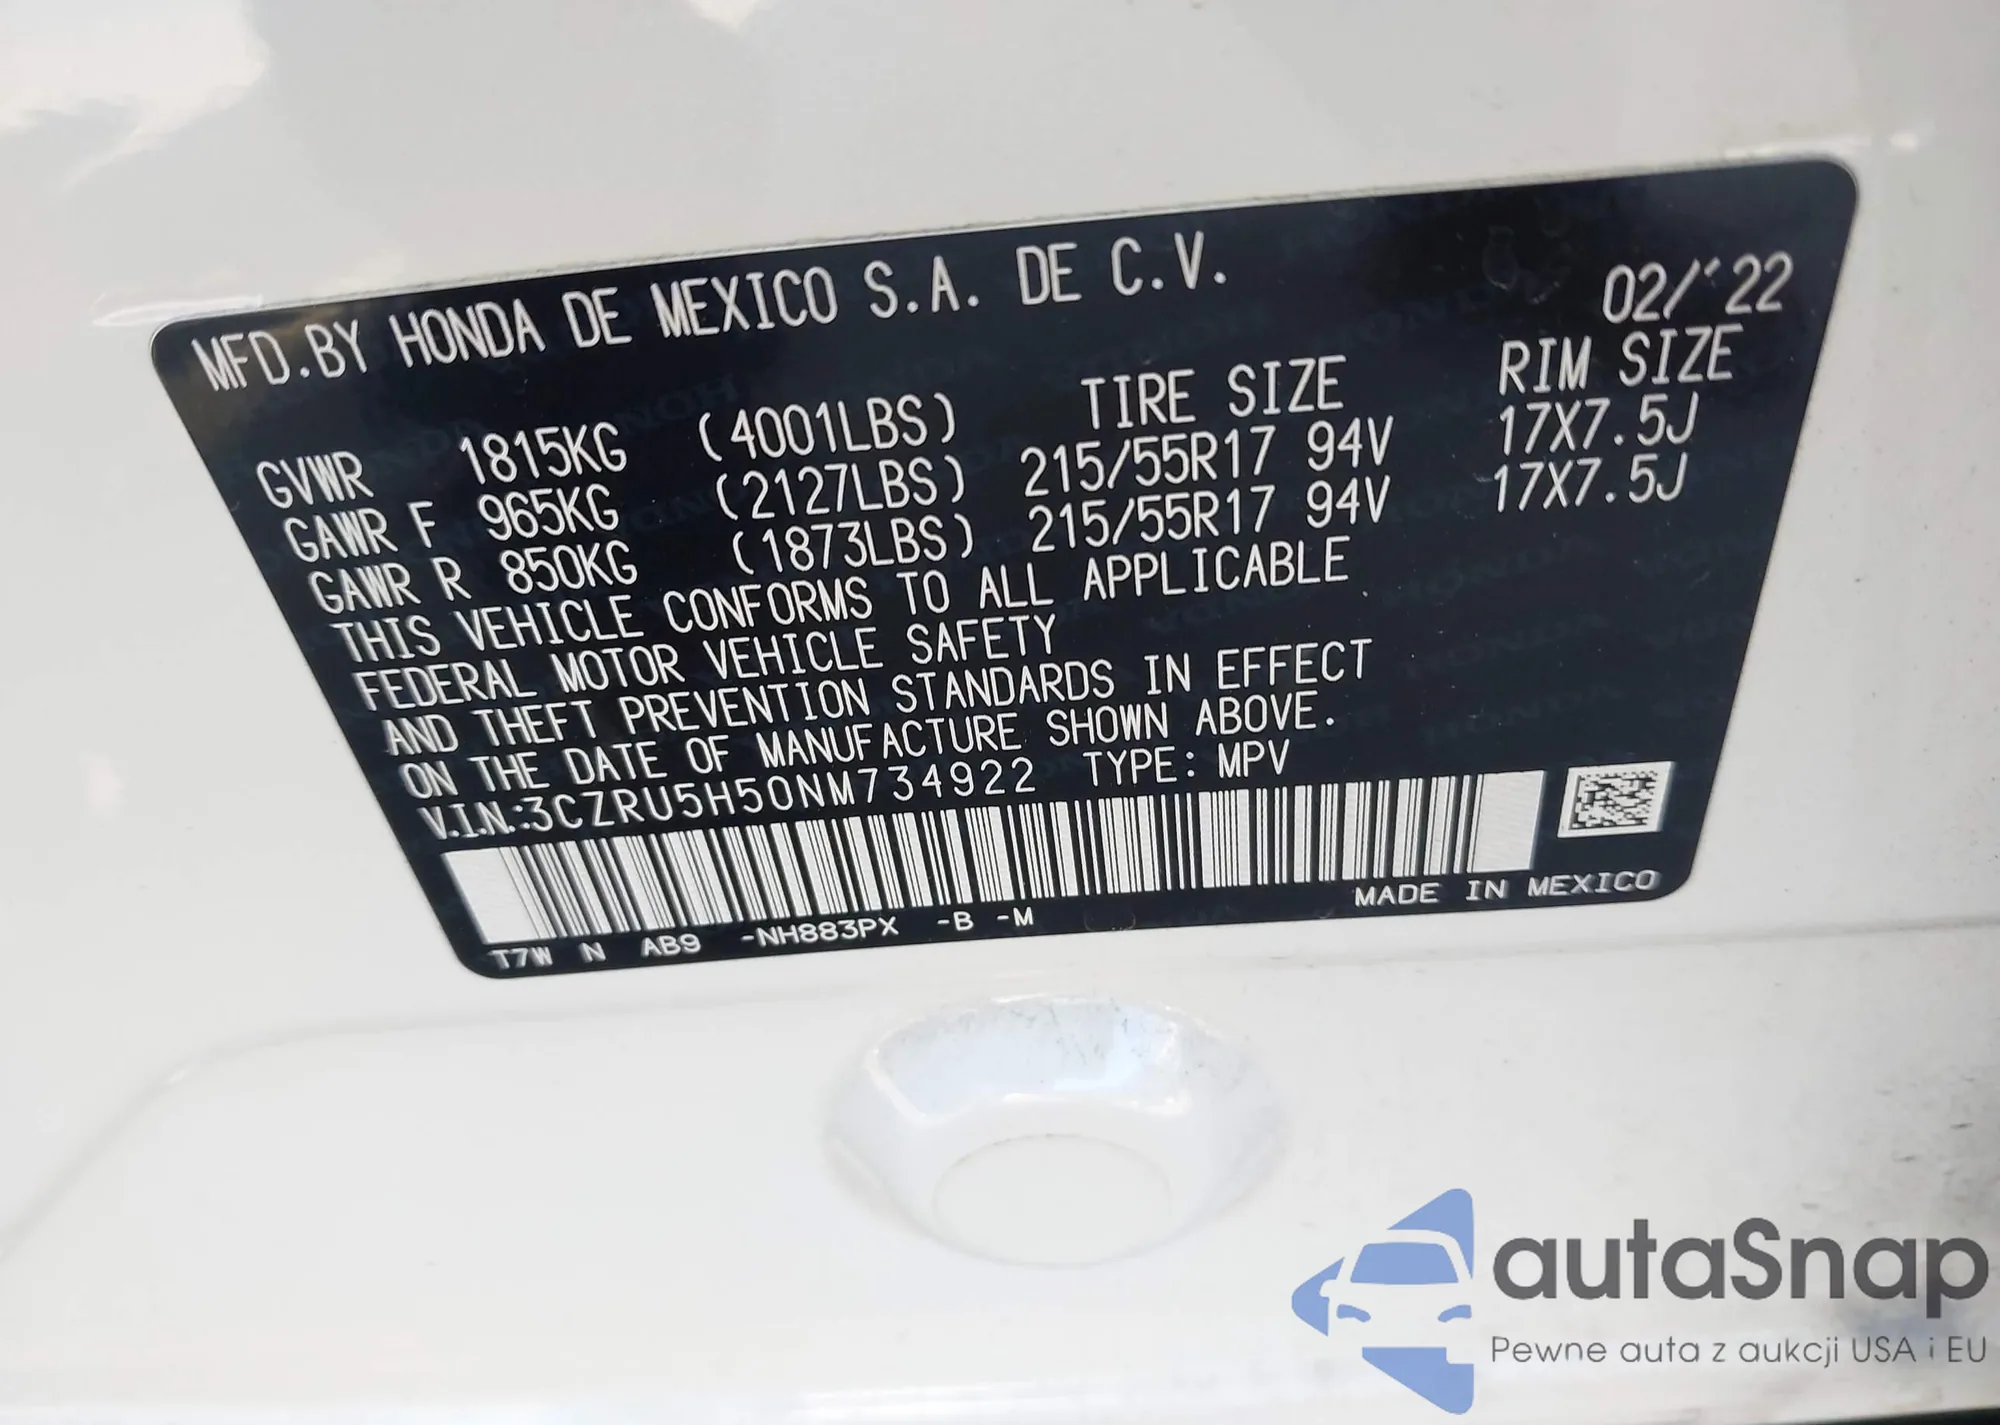 MFD.BY HONDA DE MEXICO S.A. DE C.V. 02/'22
TIRE SIZE RIM SIZE
GVWR 1815KG (4001LBS)
GAWR F 965KG (2127LBS) 215/55R17 94V 17X7.5J
GAWR R 850KG (1873LBS) 215/55R17 94V 17X7.5J
THIS VEHICLE CONFORMS TO ALL APPLICABLE
FEDERAL MOTOR VEHICLE SAFETY
AND THEFT PREVENTION STANDARDS IN EFFECT
ON THE DATE OF MANUFACTURE SHOWN ABOVE.
V.I.N.:3CZRU5H50NM734922 TYPE: MPV
MADE IN MEXICO
T7W N AB9 -NH883PX -B -M
autaSnap
Pewne auta z aukcji USA i EU